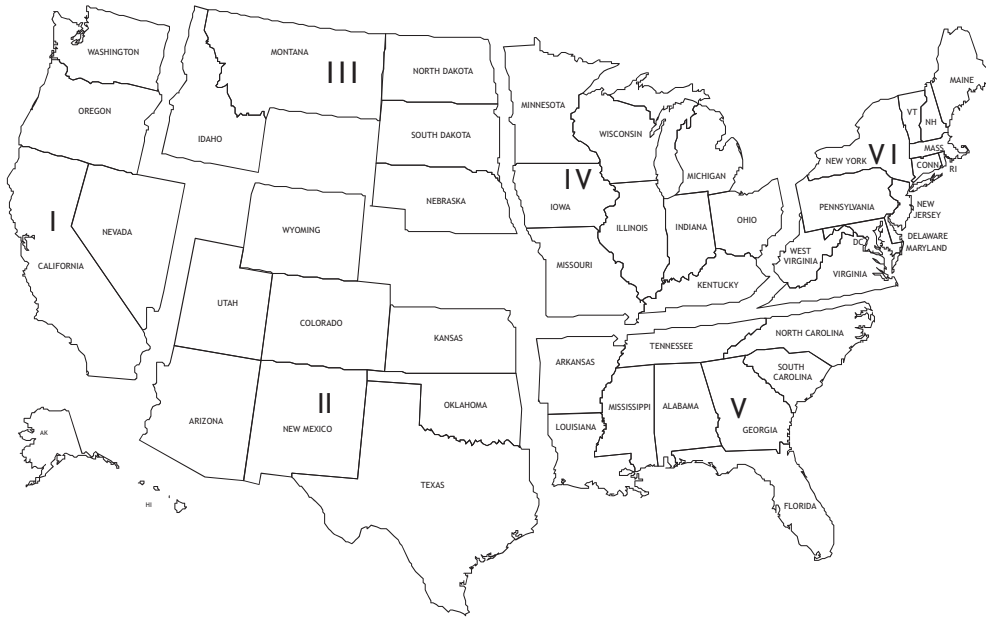 WASHINGTON
MONTANA
III
NORTH DAKOTA
MAINE
OREGON
MINNESOTA
VT
NH
IDAHO
SOUTH DAKOTA
WISCONSIN
MASS
NEW YORK
VI
CONN
RI
IV
MICHIGAN
NEBRASKA
IOWA
PENNSYLVANIA
NEW
JERSEY
I
NEVADA
WYOMING
ILLINOIS
INDIANA
OHIO
DELAWARE
DC
MARYLAND
WEST
VIRGINIA
CALIFORNIA
MISSOURI
VIRGINIA
KENTUCKY
UTAH
COLORADO
KANSAS
TENNESSEE
NORTH CAROLINA
ARKANSAS
SOUTH
CAROLINA
II
OKLAHOMA
MISSISSIPPI
ALABAMA
V
ARIZONA
NEW MEXICO
LOUISIANA
GEORGIA
AK
TEXAS
HI
FLORIDA